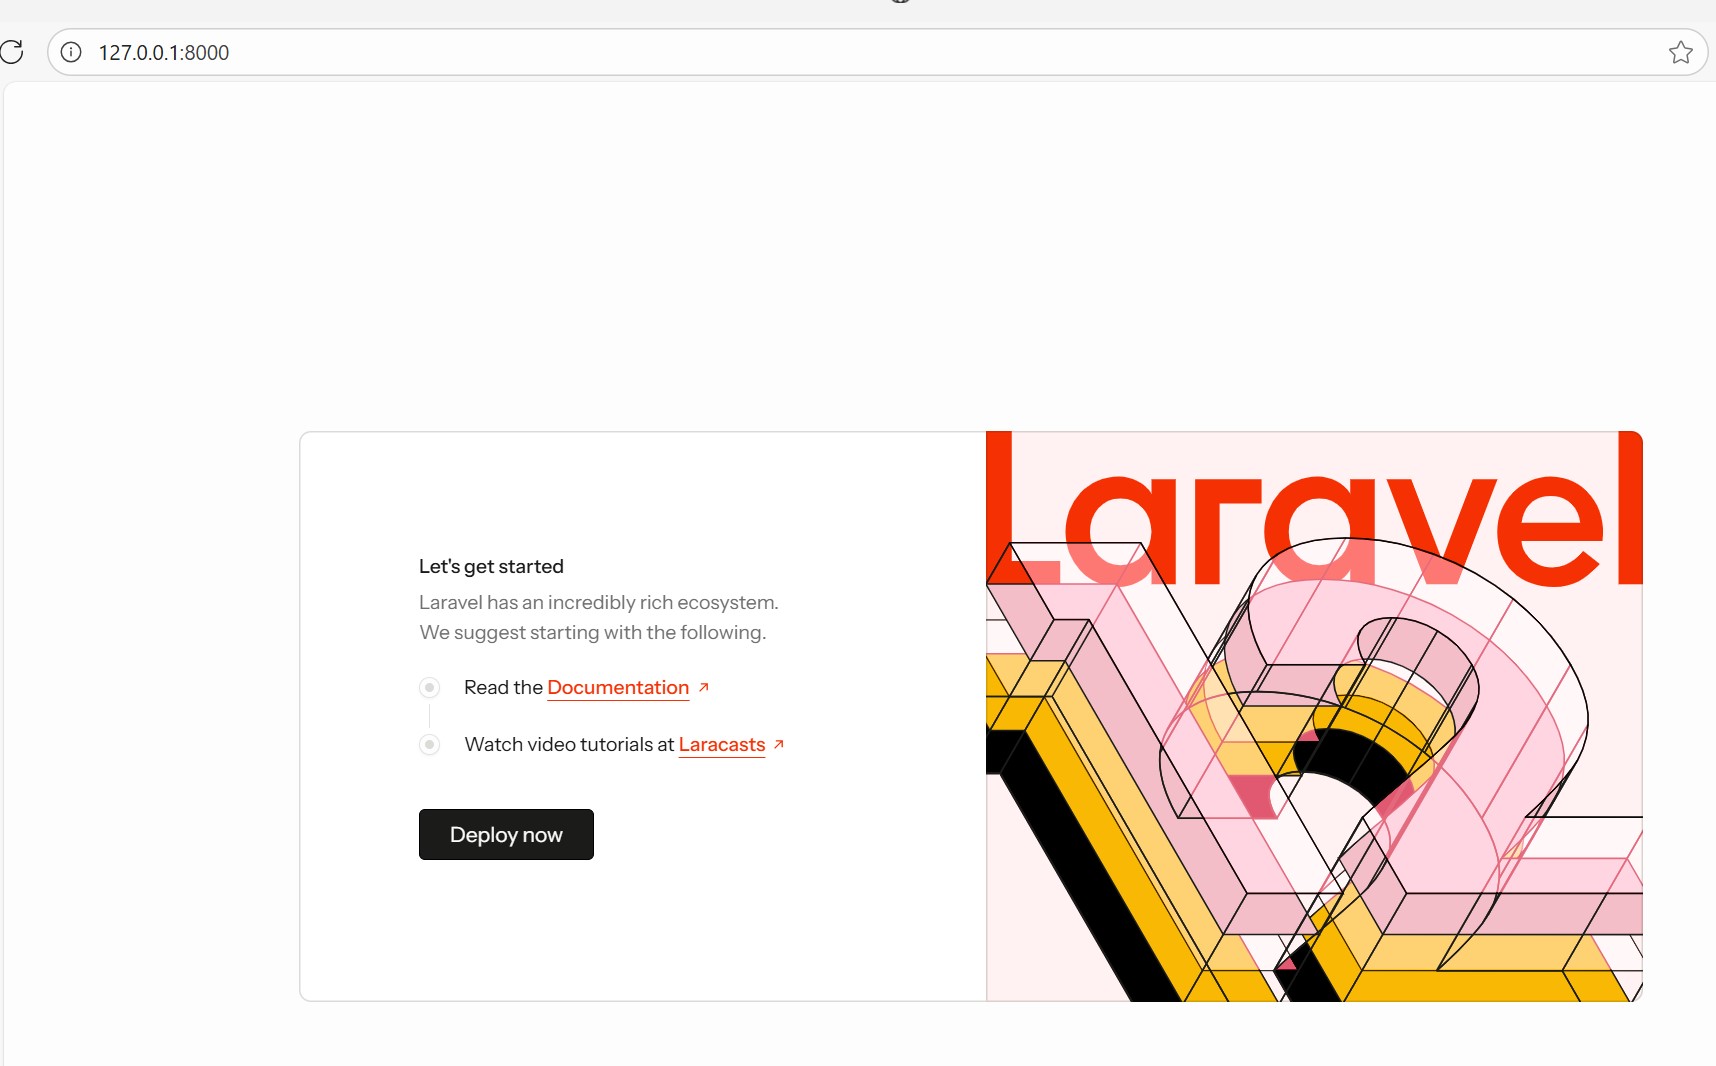 127.0.0.1:8000
Laravel
Let's get started
Laravel has an incredibly rich ecosystem.
We suggest starting with the following.
Read the Documentation
Watch video tutorials at Laracasts
Deploy now